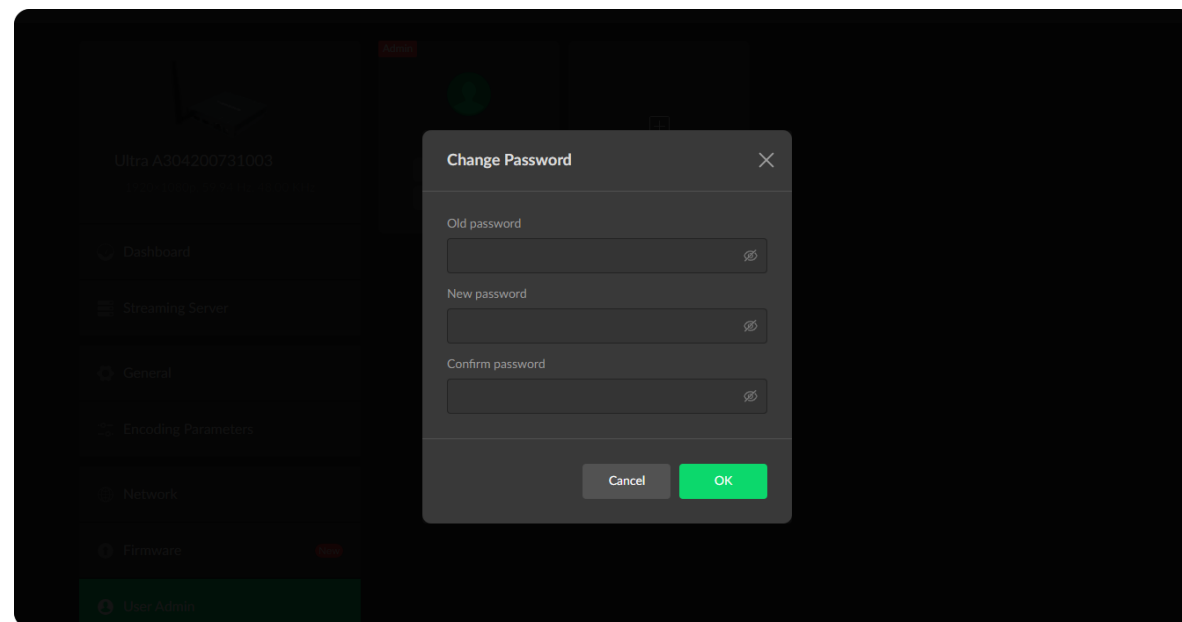 Admin
Ultra A304200731003
Dashboard
Streaming Server
General
Encoding Parameters
Network
Firmware
New
User Admin
Change Password
Old password
New password
Confirm password
Cancel
OK